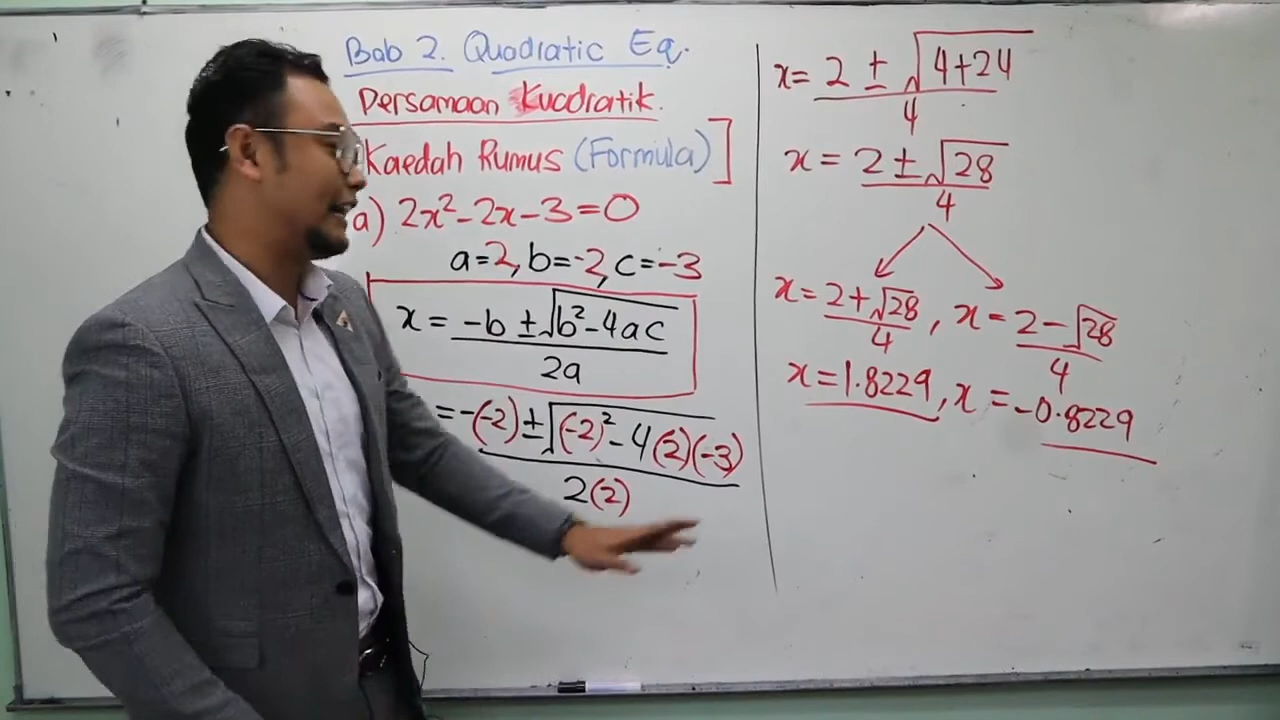 Bab 2. Quadratic Eq.
Persamaan Kuadratik.
Kaedah Rumus (Formula)]
a) 2x² - 2x - 3 = 0
a = 2, b = -2, c = -3
x = (-b ± √(b² - 4ac)) / 2a
= (-(-2) ± √((-2)² - 4(2)(-3))) / 2(2)
x = (2 ± √(4+24)) / 4
x = (2 ± √28) / 4
x = (2 + √28) / 4 , x = (2 - √28) / 4
x = 1.8229, x = -0.8229